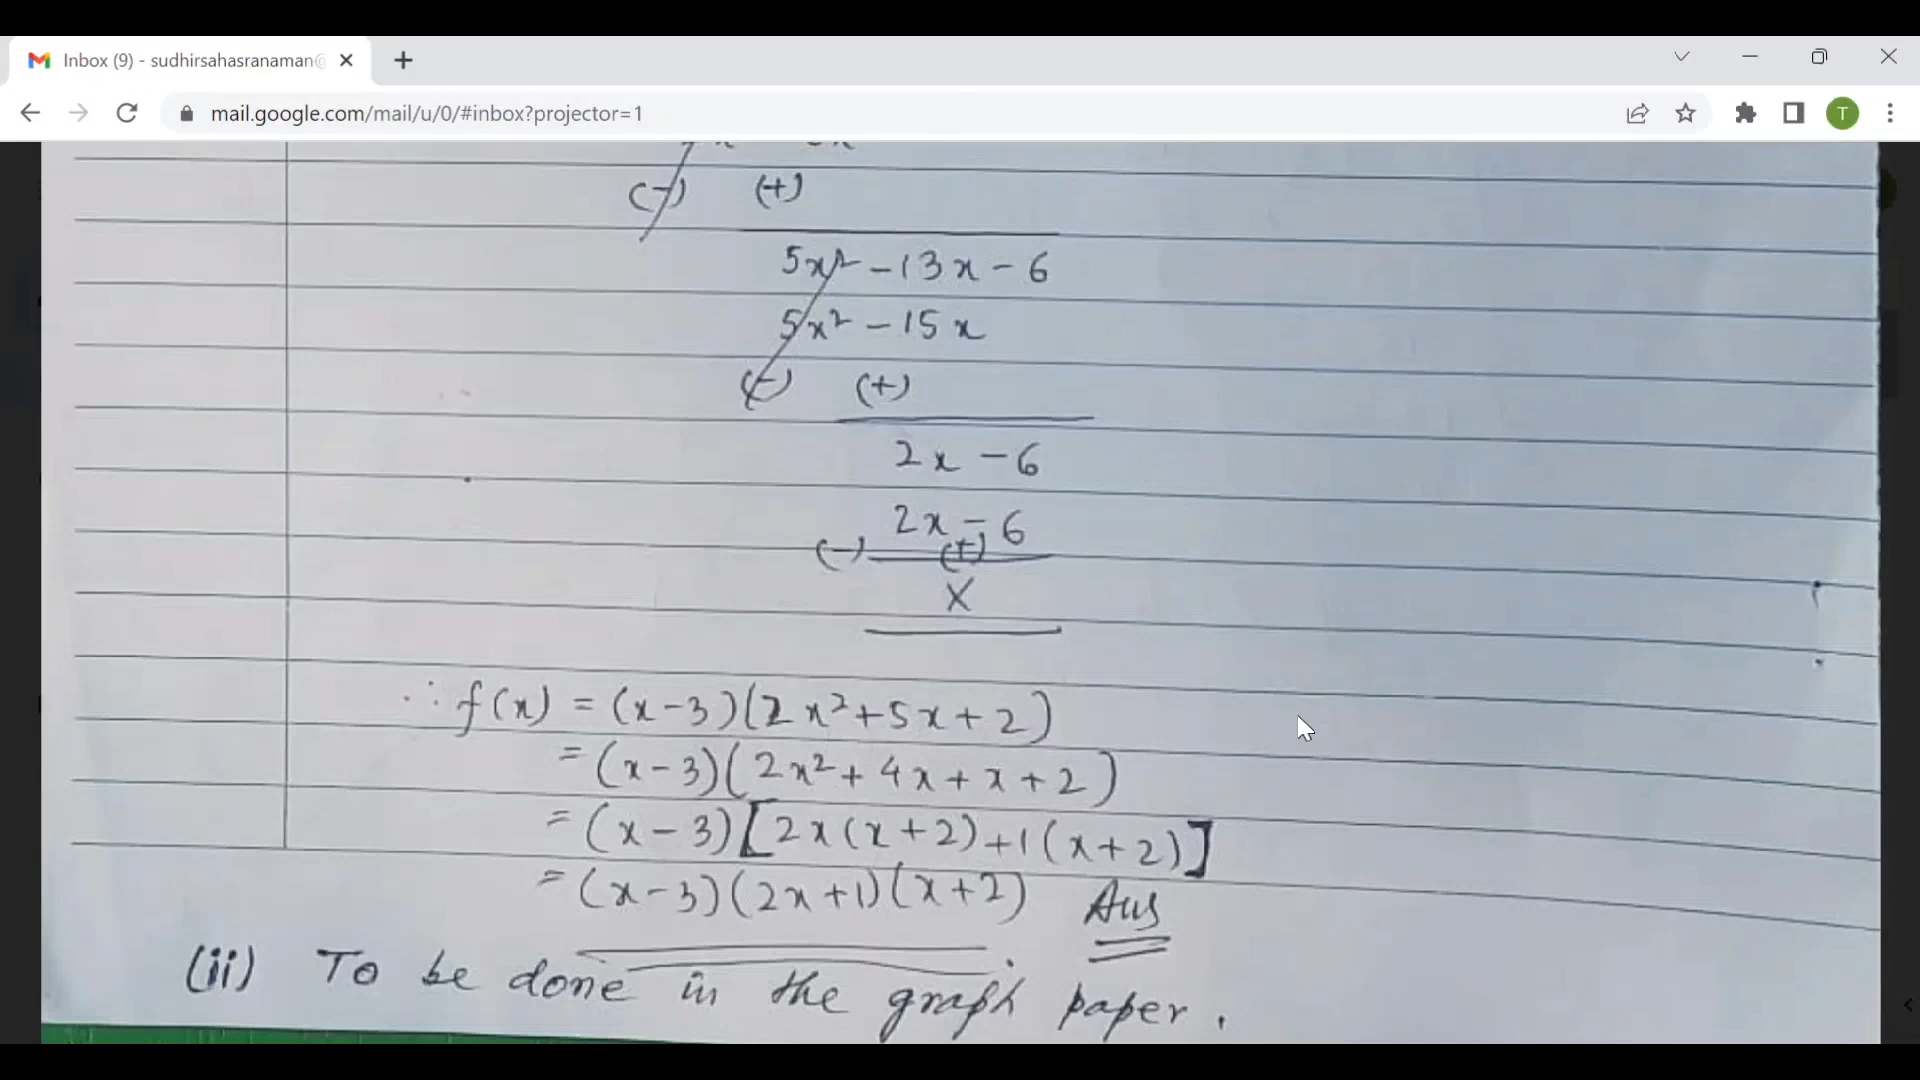 Inbox (9) - sudhirsahasranaman@
mail.google.com/mail/u/0/#inbox?projector=1
T
(-) (+)
5x² - 13x - 6
5x² - 15x
(-) (+)
2x - 6
2x - 6
(-) (+)
X
∴ f(x) = (x-3)(2x²+5x+2)
= (x-3)(2x²+4x+x+2)
= (x-3)[2x(x+2)+1(x+2)]
= (x-3)(2x+1)(x+2) Ans
(ii) To be done in the graph paper.